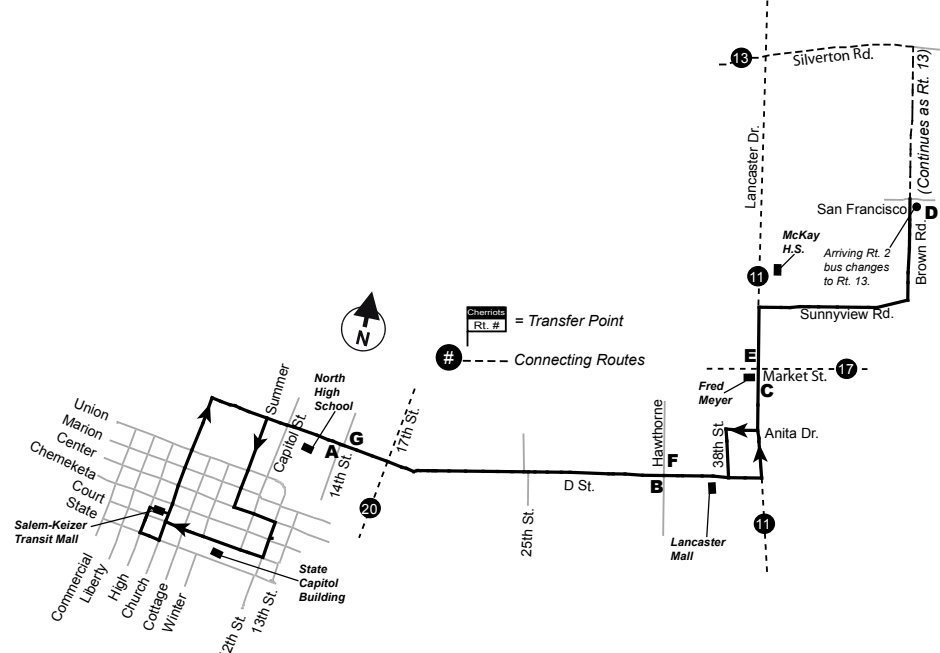 13
Silverton Rd.
(Continues as Rt. 13)
Lancaster Dr.
San Francisco
D
McKay
H.S.
Arriving Rt. 2
bus changes
to Rt. 13.
Brown Rd.
11
Sunnyview Rd.
Cherriots
Rt. #
= Transfer Point
N
#
Connecting Routes
E
17
Market St.
Fred
Meyer
C
Summer
North
High
School
Capitol St.
A
G
14th St.
17th St.
Hawthorne
F
B
38th St.
Anita Dr.
Union
Marion
Center
Chemeketa
Court
State
D St.
20
25th St.
11
Lancaster
Mall
Salem-Keizer
Transit Mall
State
Capitol
Building
Commercial
Liberty
High
Church
Cottage
Winter
2th St.
13th St.